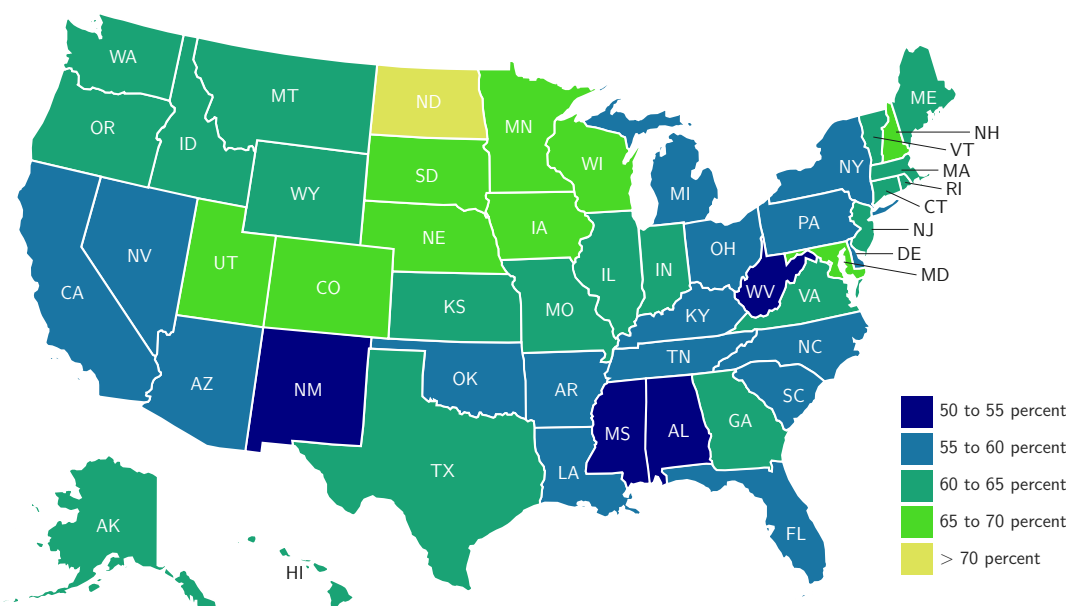 WA
MT
ND
MN
ME
OR
ID
SD
WI
NH
VT
WY
MI
NY
MA
RI
CT
NV
UT
NE
IA
PA
NJ
CA
CO
IL
IN
OH
DE
MD
KS
MO
WV
VA
KY
AZ
NM
OK
AR
TN
NC
SC
TX
LA
MS
AL
GA
FL
AK
HI
50 to 55 percent
55 to 60 percent
60 to 65 percent
65 to 70 percent
> 70 percent